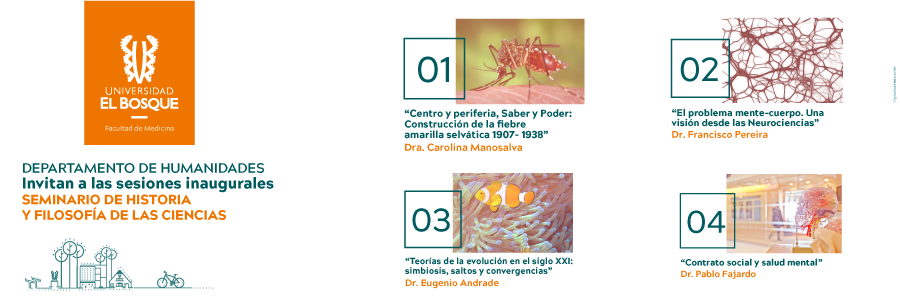 UNIVERSIDAD
EL BOSQUE
Facultad de Medicina
DEPARTAMENTO DE HUMANIDADES
Invitan a las sesiones inaugurales
SEMINARIO DE HISTORIA
Y FILOSOFÍA DE LAS CIENCIAS
01
“Centro y periferia, Saber y Poder:
Construcción de la fiebre
amarilla selvática 1907- 1938”
Dra. Carolina Manosalva
02
“El problema mente-cuerpo. Una
visión desde las Neurociencias”
Dr. Francisco Pereira
03
“Teorías de la evolución en el siglo XXI:
simbiosis, saltos y convergencias”
Dr. Eugenio Andrade
04
“Contrato social y salud mental”
Dr. Pablo Fajardo